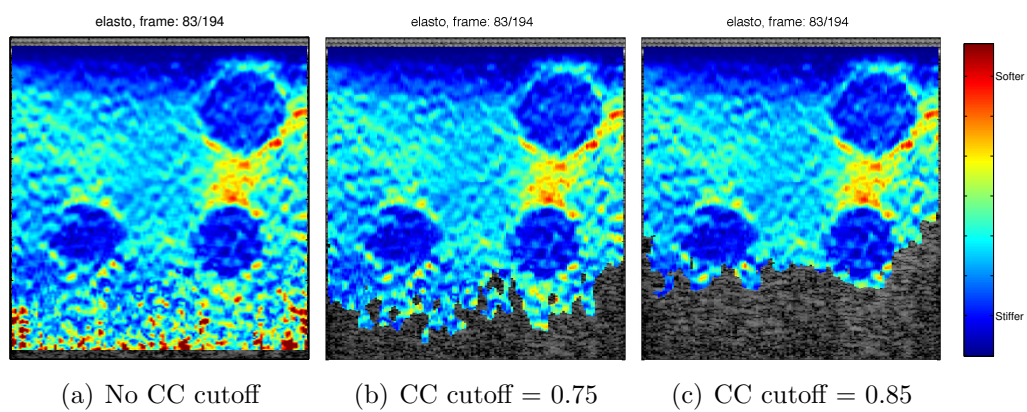 elasto, frame: 83/194
elasto, frame: 83/194
elasto, frame: 83/194
Softer
Stiffer
(a) No CC cutoff
(b) CC cutoff = 0.75
(c) CC cutoff = 0.85